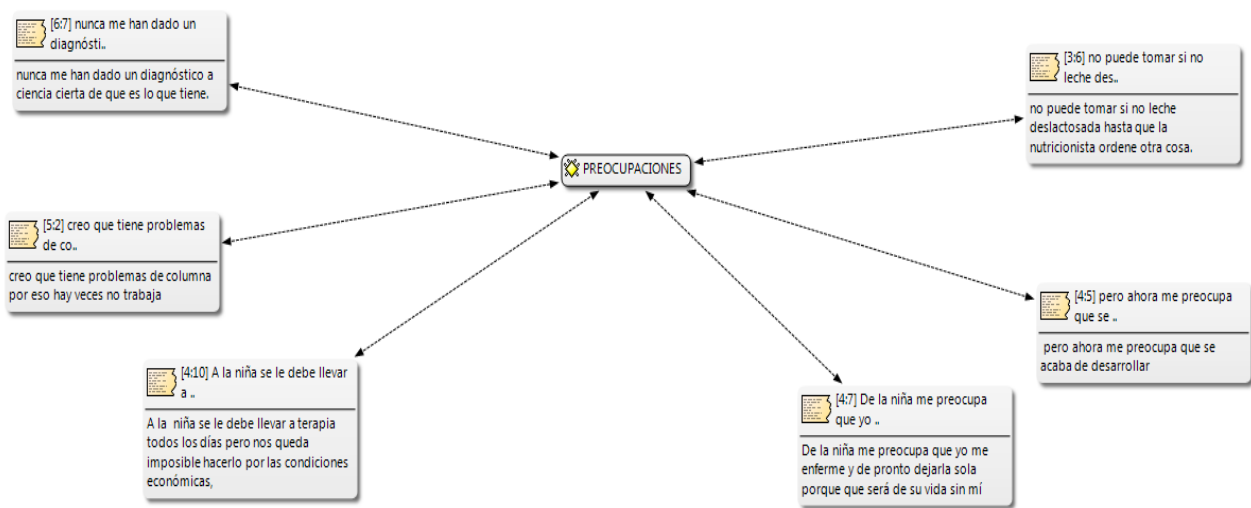 [6:7] nunca me han dado un
diagnósti..
nunca me han dado un diagnóstico a
ciencia cierta de que es lo que tiene.
[3:6] no puede tomar si no
leche des..
no puede tomar si no leche
deslactosada hasta que la
nutricionista ordene otra cosa.
PREOCUPACIONES
[5:2] creo que tiene problemas
de co..
creo que tiene problemas de columna
por eso hay veces no trabaja
[4:5] pero ahora me preocupa
que se ..
pero ahora me preocupa que se
acaba de desarrollar
[4:10] A la niña se le debe llevar
a ..
A la niña se le debe llevar a terapia
todos los días pero nos queda
imposible hacerlo por las condiciones
económicas,
[4:7] De la niña me preocupa
que yo ..
De la niña me preocupa que yo me
enferme y de pronto dejarla sola
porque que será de su vida sin mí